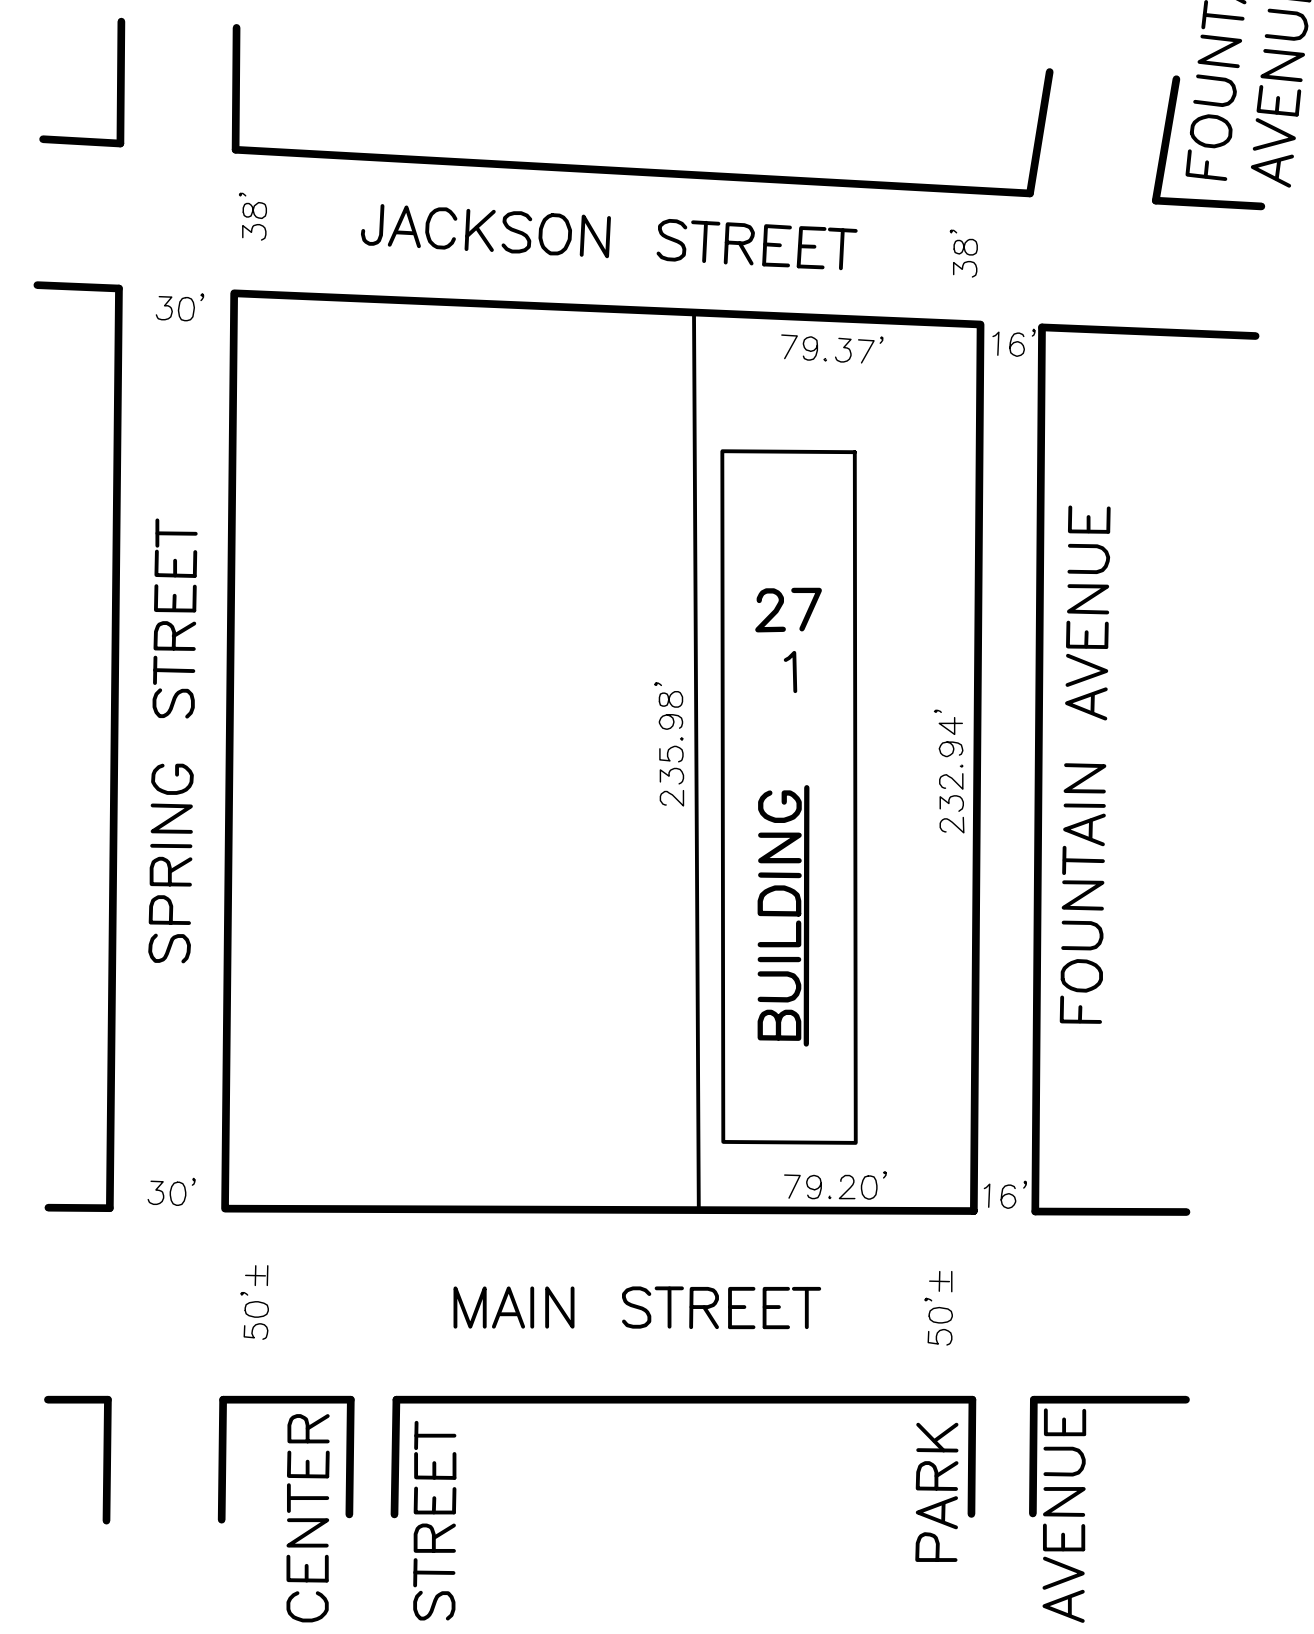 FOUNTA
AVENUE
38'
JACKSON STREET
38'
30'
79.37'
16'
SPRING STREET
235.98'
27
1
BUILDING
232.94'
FOUNTAIN AVENUE
30'
79.20'
16'
50'±
MAIN STREET
50'±
CENTER
STREET
PARK
AVENUE